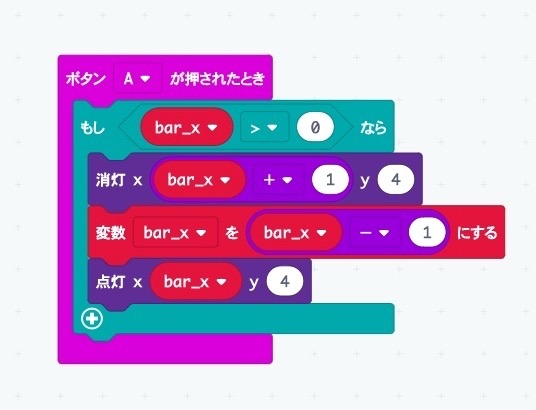 ボタン A が押されたとき
もし bar_x > 0 なら
消灯 x bar_x + 1 y 4
変数 bar_x を bar_x - 1 にする
点灯 x bar_x y 4